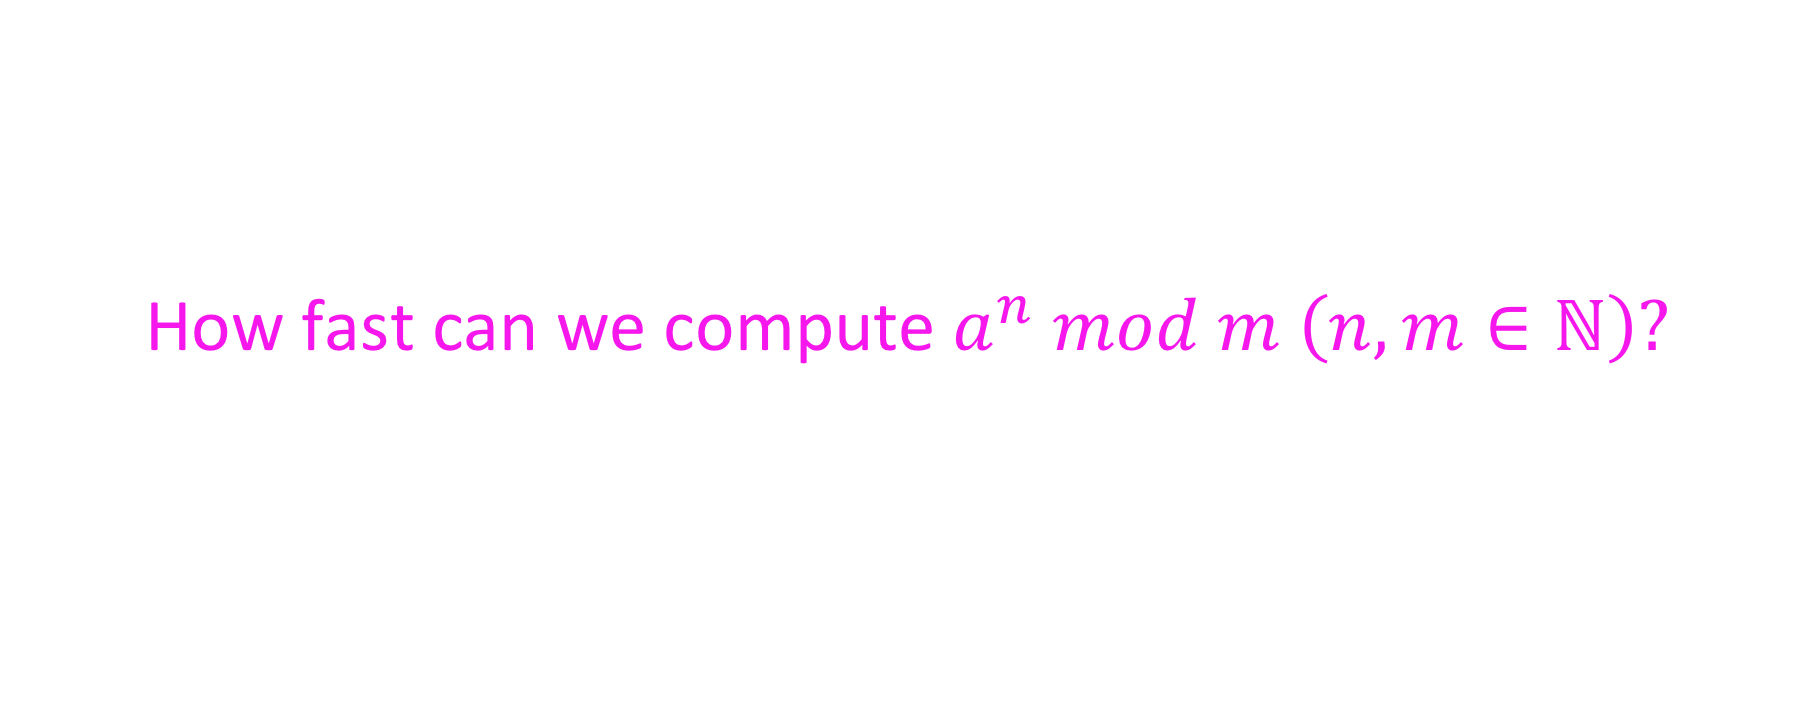 How fast can we compute aⁿ mod m (n, m ∈ ℕ)?